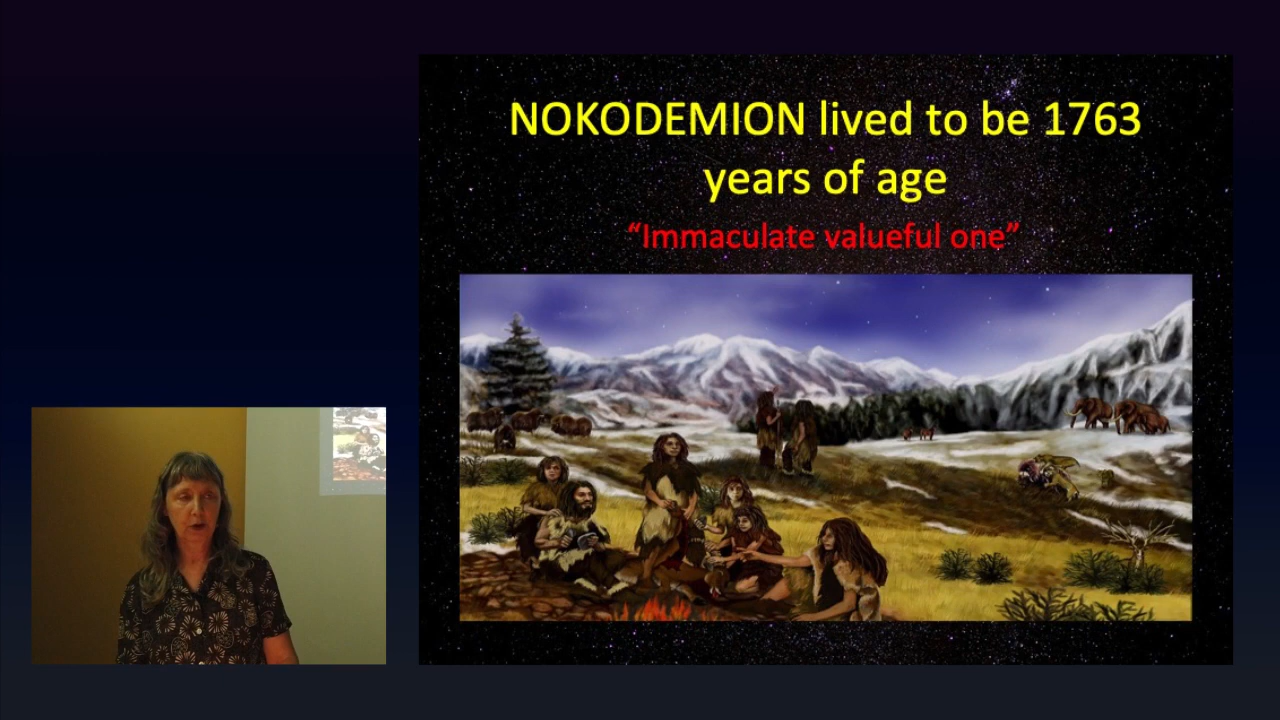 NOKODEMION lived to be 1763
years of age
“Immaculate valueful one”